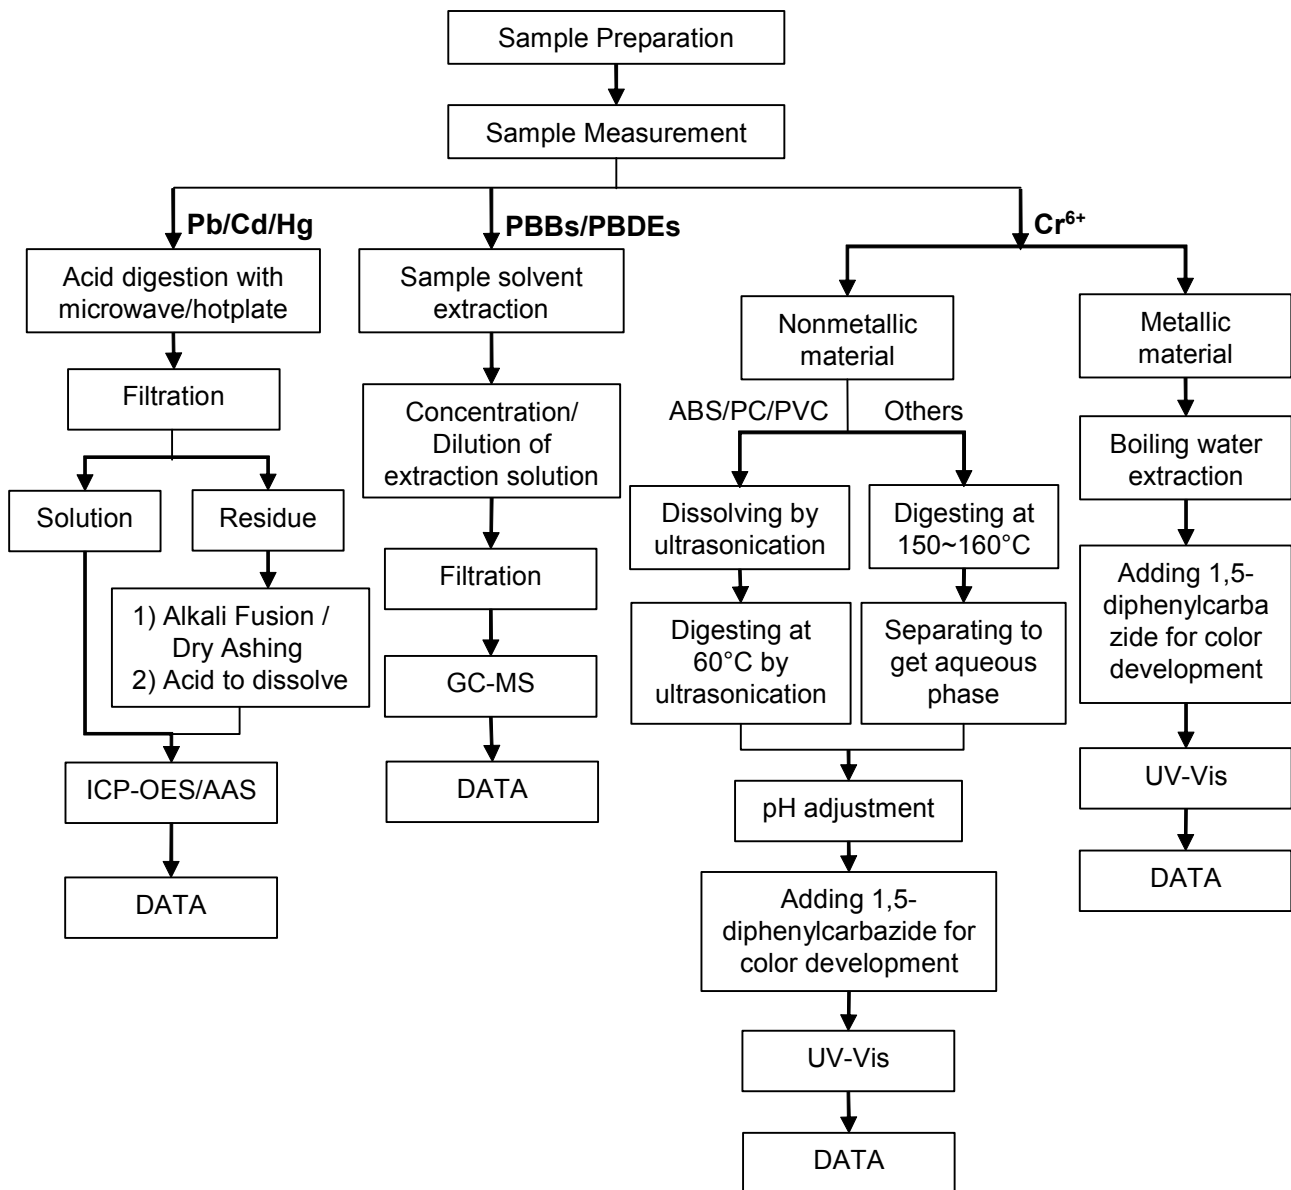 Sample Preparation
Sample Measurement
Pb/Cd/Hg
PBBs/PBDEs
Cr⁶⁺
Acid digestion with
microwave/hotplate
Filtration
Solution
Residue
1) Alkali Fusion /
Dry Ashing
2) Acid to dissolve
ICP-OES/AAS
DATA
Sample solvent
extraction
Concentration/
Dilution of
extraction solution
Filtration
GC-MS
DATA
Nonmetallic
material
ABS/PC/PVC
Others
Dissolving by
ultrasonication
Digesting at
60°C by
ultrasonication
Digesting at
150~160°C
Separating to
get aqueous
phase
pH adjustment
Adding 1,5-
diphenylcarbazide for
color development
UV-Vis
DATA
Metallic
material
Boiling water
extraction
Adding 1,5-
diphenylcarba
zide for color
development
UV-Vis
DATA